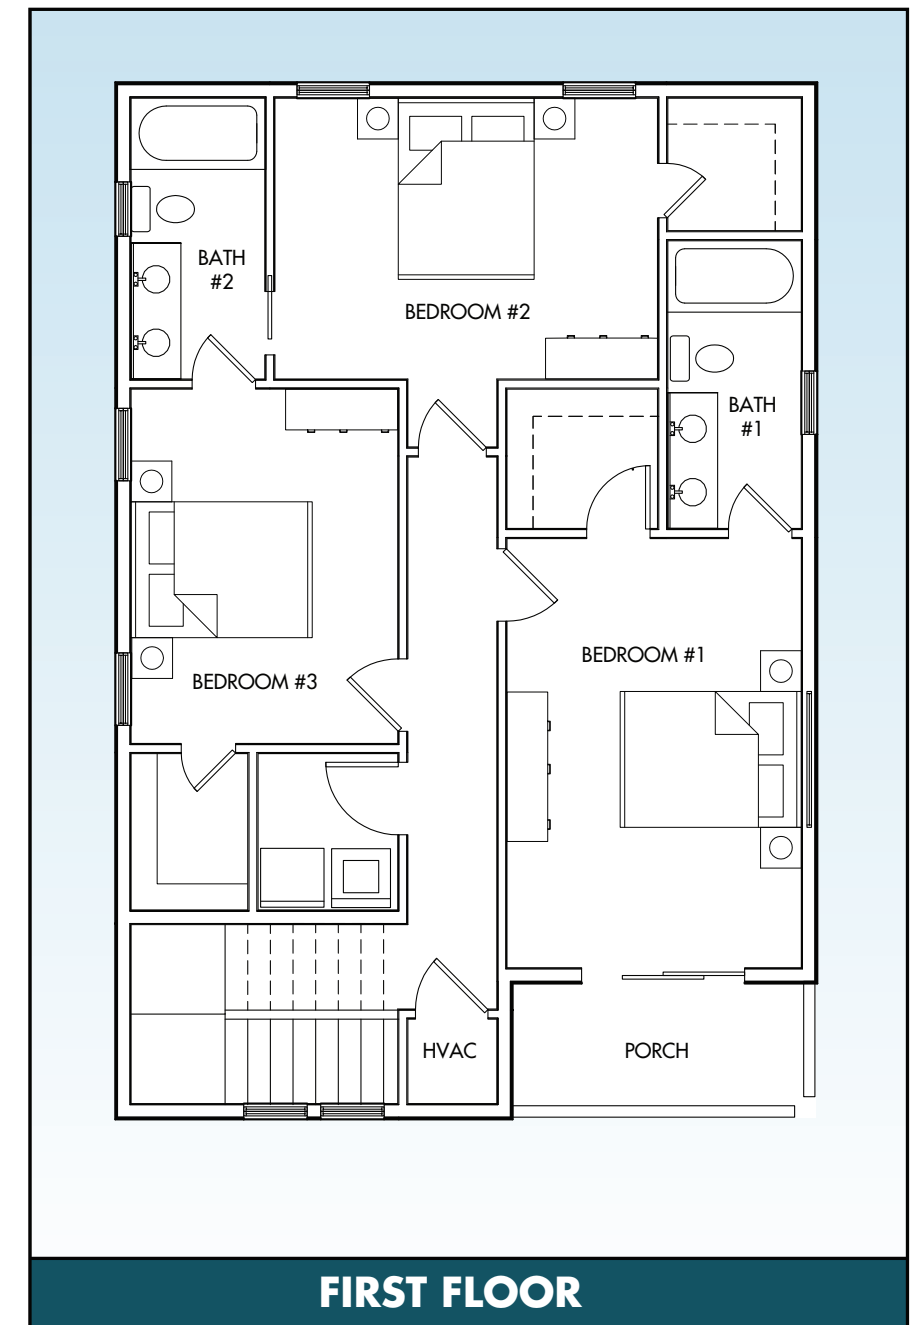 BATH
#2
BEDROOM #2
BATH
#1
BEDROOM #1
BEDROOM #3
HVAC
PORCH
FIRST FLOOR